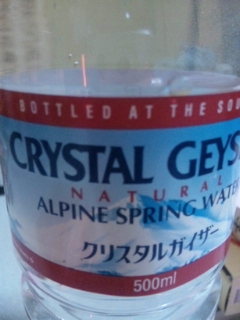 BOTTLED AT THE SOU
CRYSTAL GEYS
NATURAL
ALPINE SPRING WATER
クリスタルガイザー
500ml